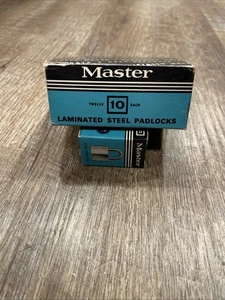 Master
TWELVE 10 EACH
LAMINATED STEEL PADLOCKS
Master